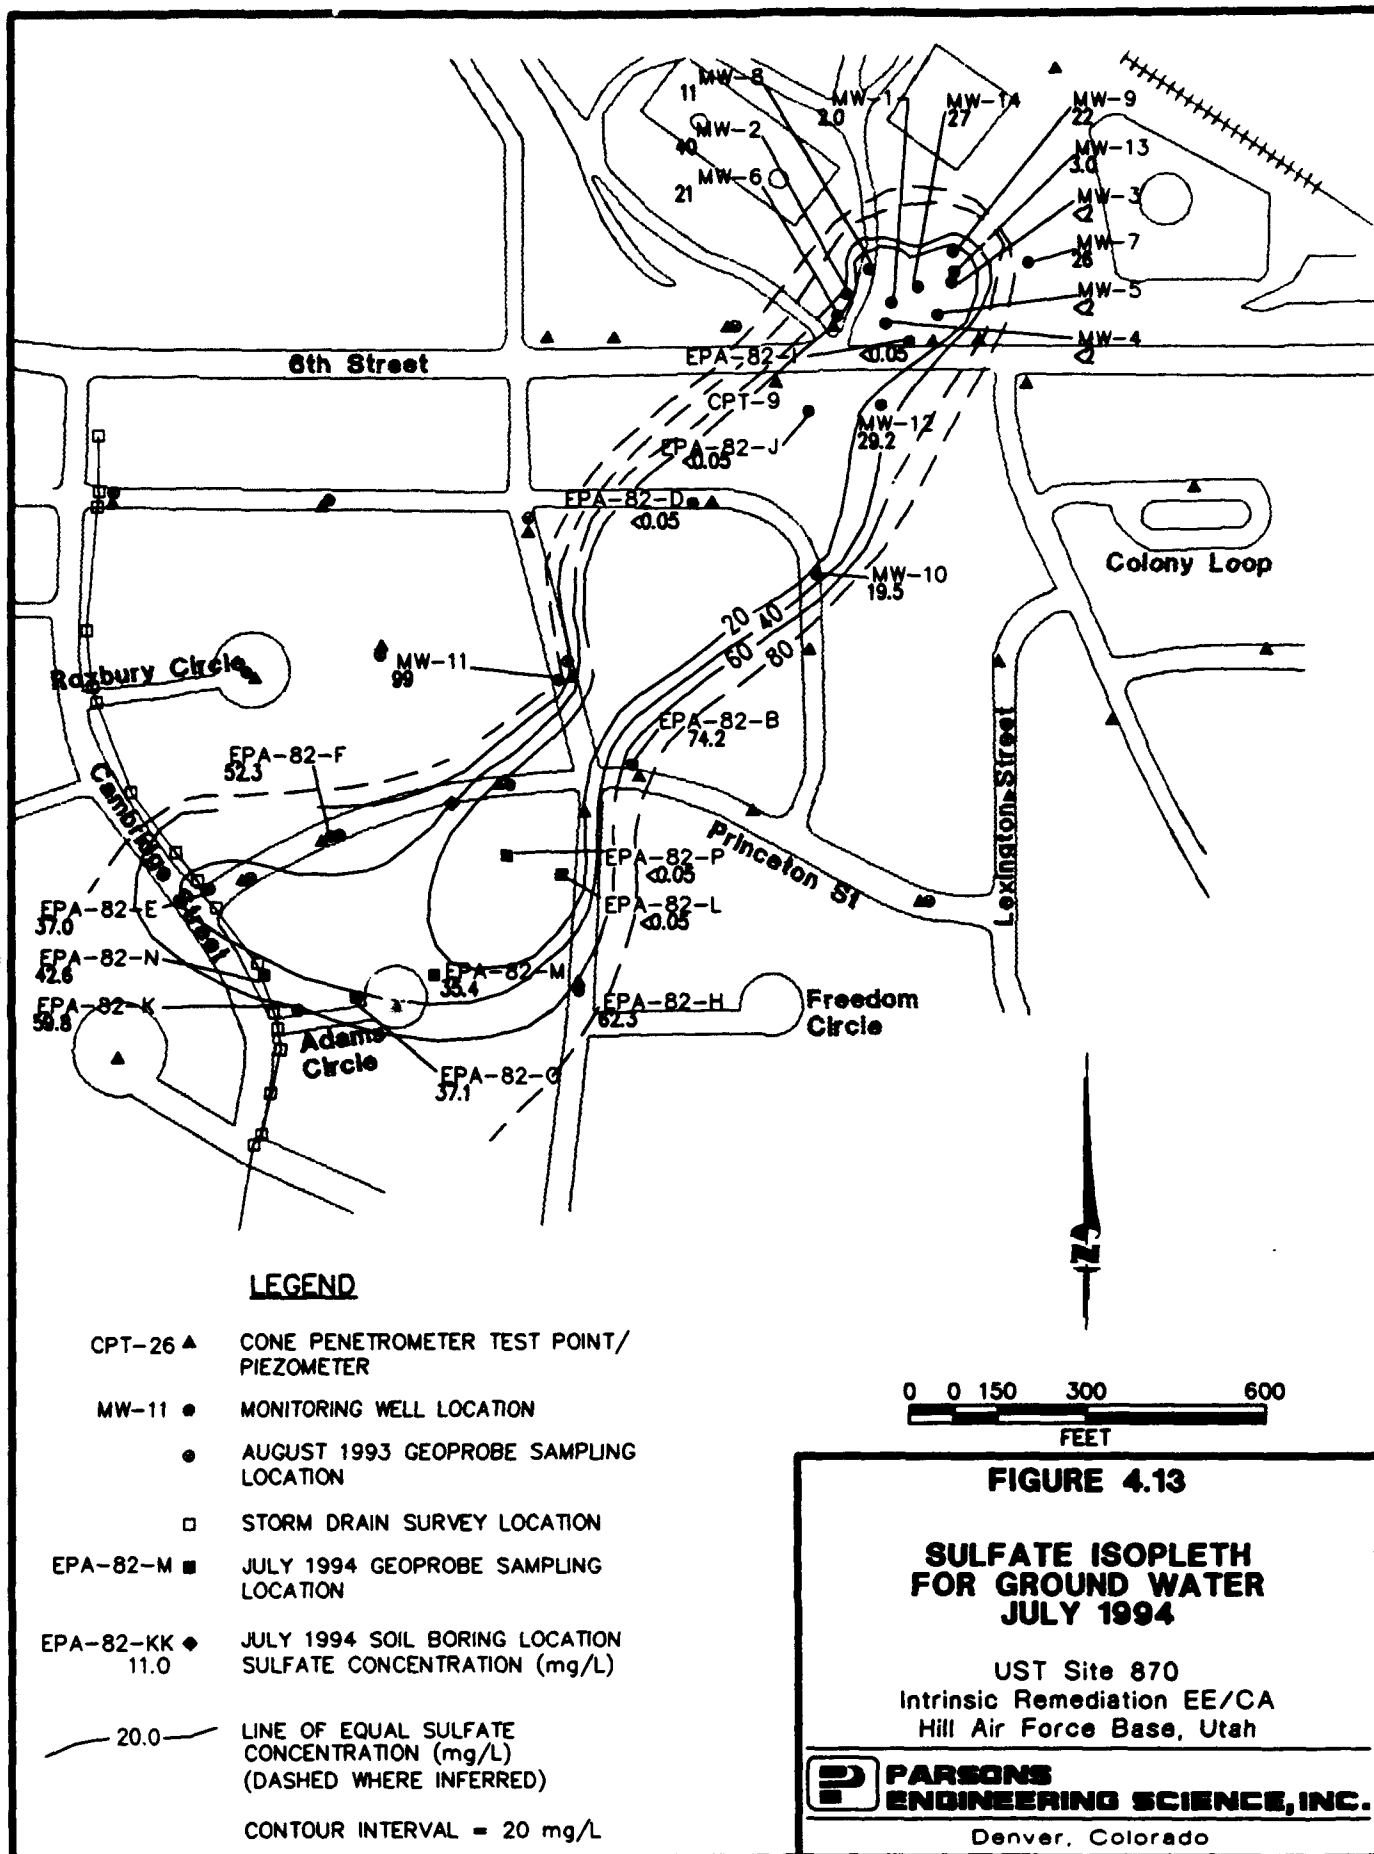 MW-8
11
MW-1
2.0
MW-14
27
MW-9
22
MW-2
40
MW-13
3.0
MW-6
21
MW-3
<2
MW-7
26
MW-5
<2
MW-4
<2
EPA-82-I
<0.05
6th Street
CPT-9
MW-12
29.2
EPA-82-J
<0.05
EPA-82-D
<0.05
Colony Loop
MW-10
19.5
20
40
60
80
Roxbury Circle
MW-11
99
EPA-82-B
74.2
EPA-82-F
52.3
Cambridge Street
Lexington Street
Princeton St
EPA-82-P
<0.05
EPA-82-L
<0.05
EPA-82-E
37.0
EPA-82-N
42.6
EPA-82-M
35.4
EPA-82-K
59.8
EPA-82-H
62.3
Freedom
Circle
Adams
Circle
EPA-82-O
37.1
N
LEGEND
CPT-26 CONE PENETROMETER TEST POINT/
PIEZOMETER
MW-11 MONITORING WELL LOCATION
AUGUST 1993 GEOPROBE SAMPLING
LOCATION
STORM DRAIN SURVEY LOCATION
EPA-82-M JULY 1994 GEOPROBE SAMPLING
LOCATION
EPA-82-KK JULY 1994 SOIL BORING LOCATION
11.0 SULFATE CONCENTRATION (mg/L)
20.0 LINE OF EQUAL SULFATE
CONCENTRATION (mg/L)
(DASHED WHERE INFERRED)
CONTOUR INTERVAL = 20 mg/L
0 0 150 300 600
FEET
FIGURE 4.13
SULFATE ISOPLETH
FOR GROUND WATER
JULY 1994
UST Site 870
Intrinsic Remediation EE/CA
Hill Air Force Base, Utah
PARSONS
ENGINEERING SCIENCE, INC.
Denver, Colorado